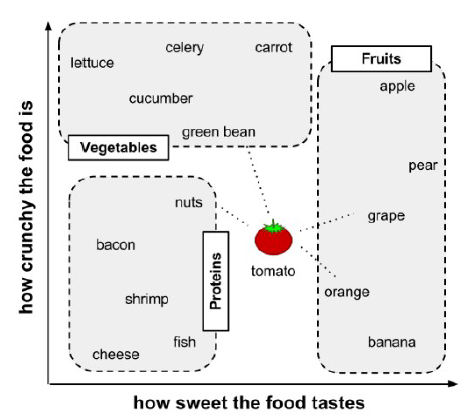 celery
carrot
lettuce
Fruits
apple
cucumber
green bean
Vegetables
pear
nuts
grape
bacon
tomato
Proteins
orange
shrimp
fish
banana
cheese
how crunchy the food is
how sweet the food tastes